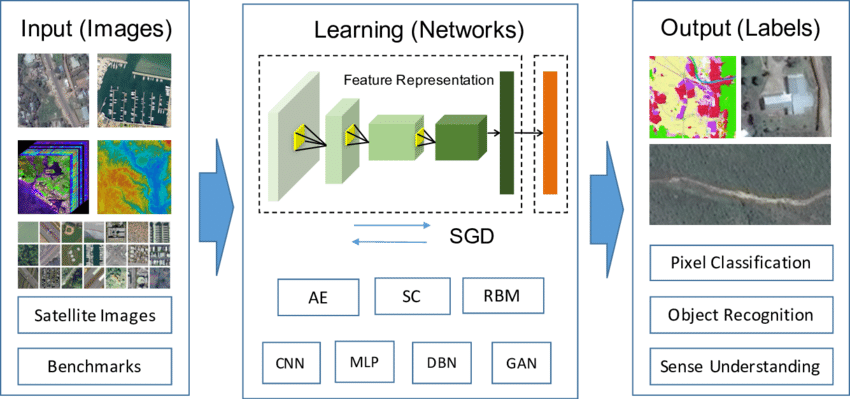 Input (Images)
Satellite Images
Benchmarks
Learning (Networks)
Feature Representation
SGD
AE
SC
RBM
CNN
MLP
DBN
GAN
Output (Labels)
Pixel Classification
Object Recognition
Sense Understanding